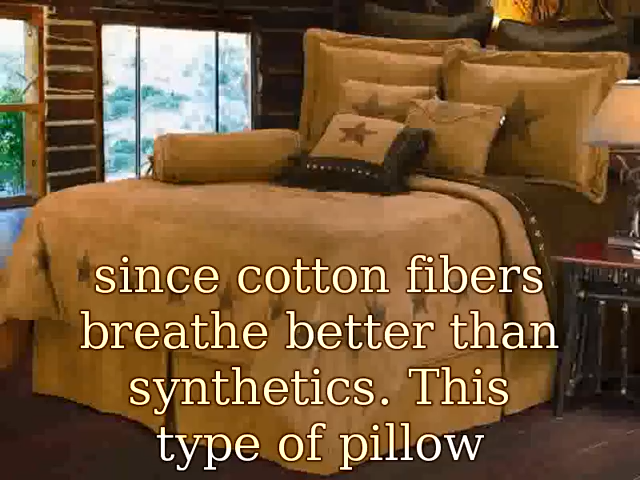 since cotton fibers
breathe better than
synthetics. This
type of pillow